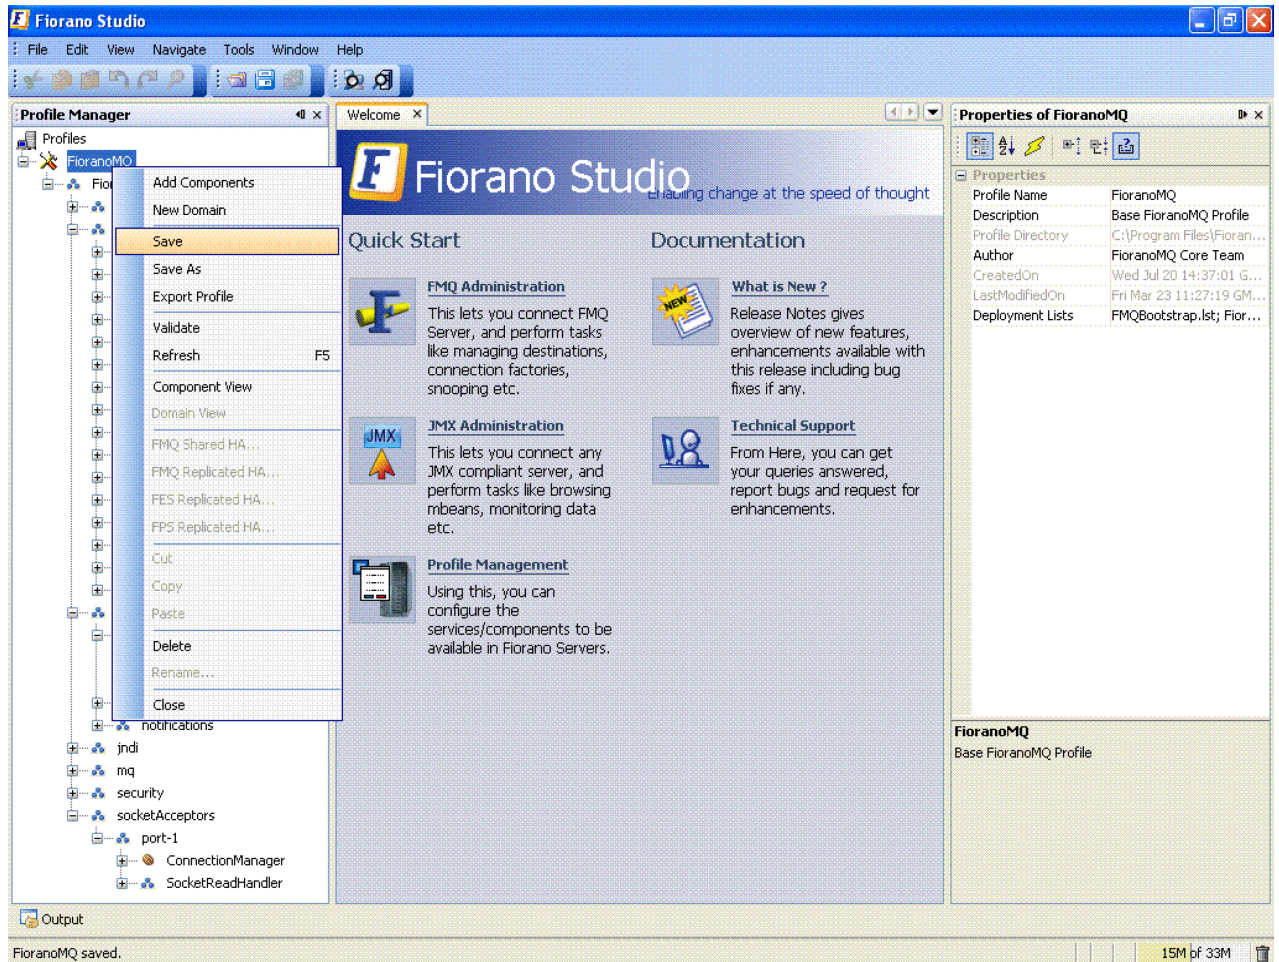 Fiorano Studio
File Edit View Navigate Tools Window Help
Profile Manager
Profiles
FioranoMQ
Fior
Add Components
New Domain
Save
Save As
Export Profile
Validate
Refresh F5
Component View
Domain View
FMQ Shared HA...
FMQ Replicated HA...
FES Replicated HA...
FPS Replicated HA...
Cut
Copy
Paste
Delete
Rename...
Close
notifications
jndi
mq
security
socketAcceptors
port-1
ConnectionManager
SocketReadHandler
Welcome
Fiorano Studio
Enabling change at the speed of thought
Quick Start
FMQ Administration
This lets you connect FMQ
Server, and perform tasks
like managing destinations,
connection factories,
snooping etc.
JMX
JMX Administration
This lets you connect any
JMX compliant server, and
perform tasks like browsing
mbeans, monitoring data
etc.
Profile Management
Using this, you can
configure the
services/components to be
available in Fiorano Servers.
Documentation
NEW
What is New ?
Release Notes gives
overview of new features,
enhancements available with
this release including bug
fixes if any.
Technical Support
From Here, you can get
your queries answered,
report bugs and request for
enhancements.
Properties of FioranoMQ
Properties
Profile Name FioranoMQ
Description Base FioranoMQ Profile
Profile Directory C:\Program Files\Fioran...
Author FioranoMQ Core Team
CreatedOn Wed Jul 20 14:37:01 G...
LastModifiedOn Fri Mar 23 11:27:19 GM...
Deployment Lists FMQBootstrap.lst; Fior...
FioranoMQ
Base FioranoMQ Profile
Output
FioranoMQ saved.
15M of 33M